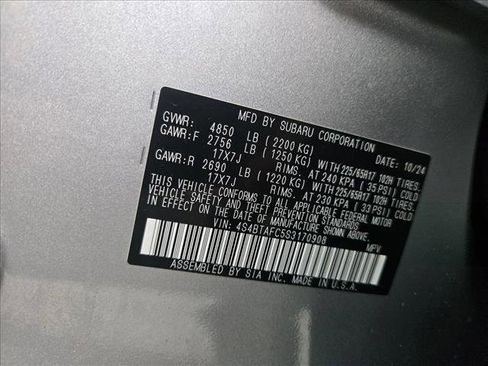 MFD BY SUBARU CORPORATION DATE: 10/24
GVWR: 4850 LB ( 2200 KG)
GAWR:F 2756 LB ( 1250 KG) WITH 225/65R17 102H TIRES,
17X7J RIMS, AT 240 KPA ( 35 PSI) COLD
GAWR:R 2690 LB ( 1220 KG) WITH 225/65R17 102H TIRES,
17X7J RIMS, AT 230 KPA ( 33 PSI) COLD
THIS VEHICLE CONFORMS TO ALL APPLICABLE FEDERAL MOTOR
VEHICLE SAFETY STANDARDS IN EFFECT ON THE DATE OF
MANUFACTURE SHOWN ABOVE.
VIN: 4S4BTAFC5S3170908 MPV
ASSEMBLED BY SIA INC. MADE IN U.S.A.